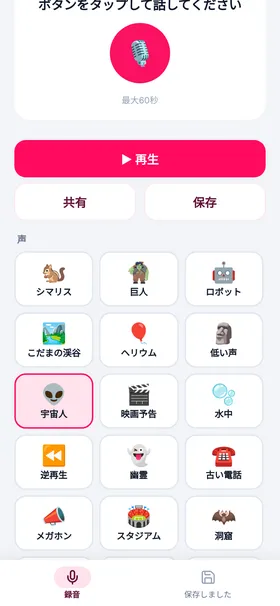 ボタンをタップして話してください
最大60秒
▶ 再生
共有
保存
声
シマリス
巨人
ロボット
こだまの渓谷
ヘリウム
低い声
宇宙人
映画予告
水中
逆再生
幽霊
古い電話
メガホン
スタジアム
洞窟
録音
保存しました